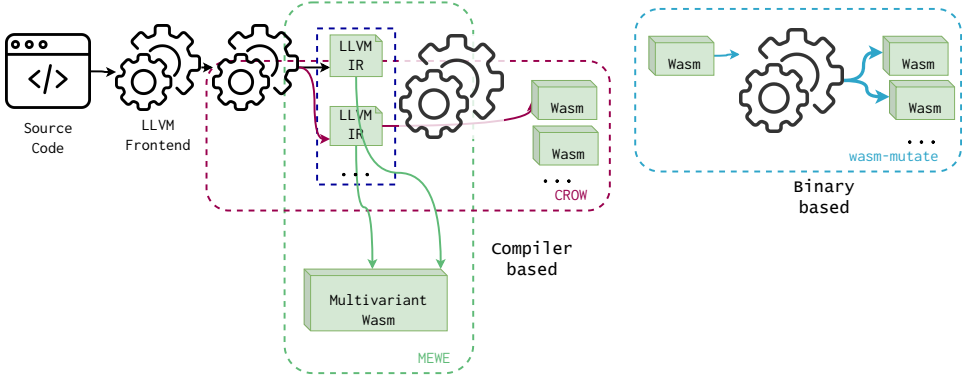 </>
Source
Code
LLVM
Frontend
LLVM
IR
LLVM
IR
...
Wasm
Wasm
...
CROW
Compiler
based
Multivariant
Wasm
MEWE
Wasm
Wasm
Wasm
...
wasm-mutate
Binary
based